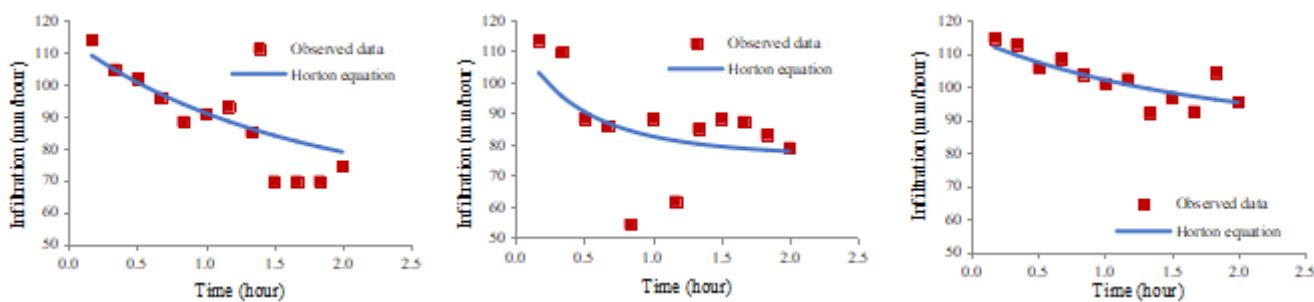 120
110
100
90
80
70
60
50
0.0 0.5 1.0 1.5 2.0 2.5
Infiltration (mm/hour)
Time (hour)
Observed data
Horton equation
120
110
100
90
80
70
60
50
0.0 0.5 1.0 1.5 2.0 2.5
Infiltration (mm/hour)
Time (hour)
Observed data
Horton equation
120
110
100
90
80
70
60
50
0.0 0.5 1.0 1.5 2.0 2.5
Infiltration (mm/hour)
Time (hour)
Observed data
Horton equation